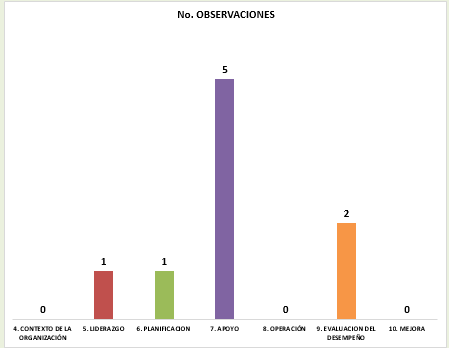 No. OBSERVACIONES
5
2
1
1
0
0
0
4. CONTEXTO DE LA
ORGANIZACIÓN
5. LIDERAZGO
6. PLANIFICACION
7. APOYO
8. OPERACIÓN
9. EVALUACION DEL
DESEMPEÑO
10. MEJORA